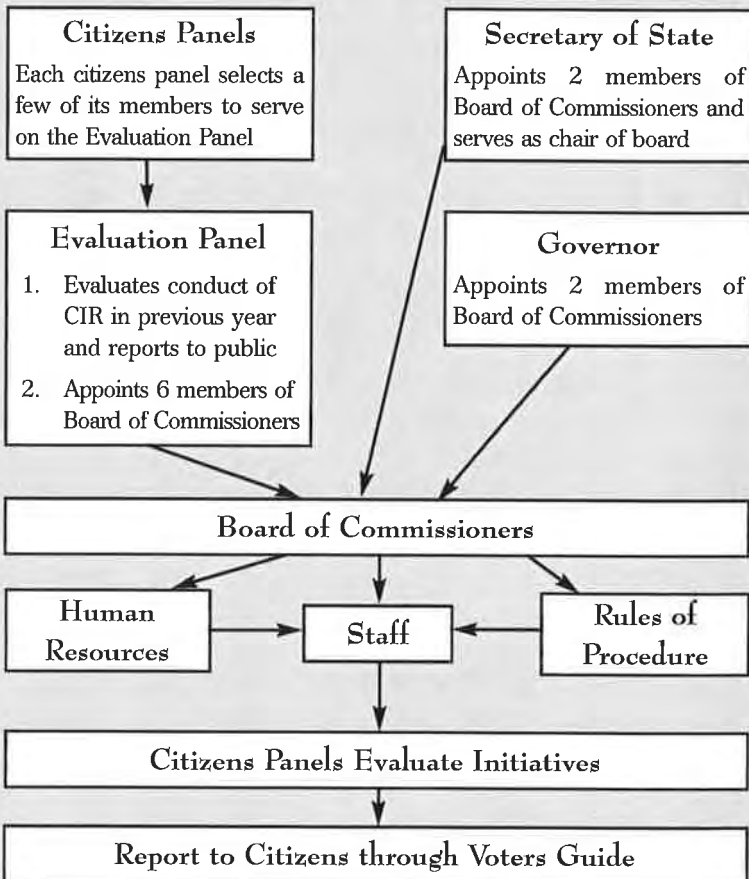 Citizens Panels
Each citizens panel selects a
few of its members to serve
on the Evaluation Panel
Secretary of State
Appoints 2 members of
Board of Commissioners and
serves as chair of board
Evaluation Panel
1. Evaluates conduct of
CIR in previous year
and reports to public
2. Appoints 6 members of
Board of Commissioners
Governor
Appoints 2 members of
Board of Commissioners
Board of Commissioners
Human
Resources
Staff
Rules of
Procedure
Citizens Panels Evaluate Initiatives
Report to Citizens through Voters Guide